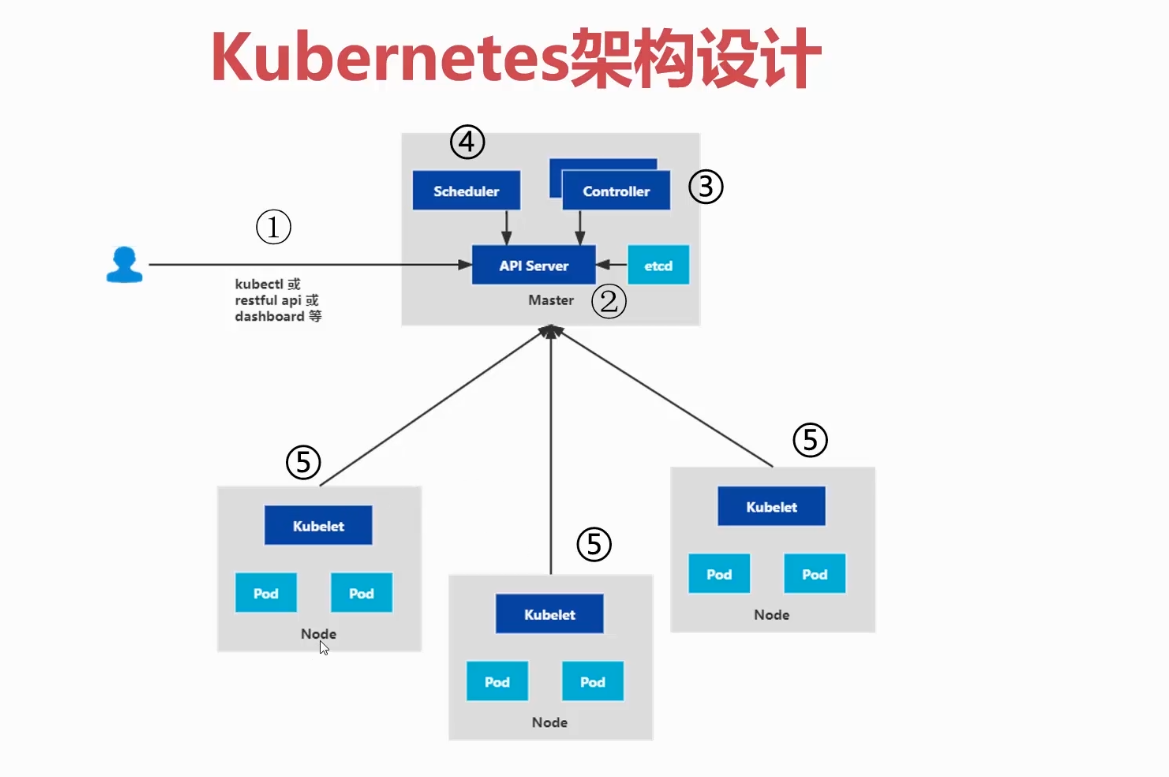 Kubernetes架构设计
④
Scheduler
Controller
③
①
API Server
etcd
kubectl 或
restful api 或
dashboard 等
Master
②
⑤
Kubelet
Pod Pod
Node
⑤
Kubelet
Pod Pod
Node
⑤
Kubelet
Pod Pod
Node